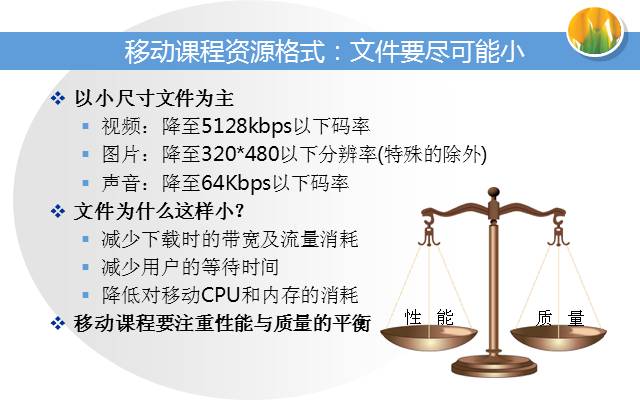 移动课程资源格式：文件要尽可能小
以小尺寸文件为主
视频：降至5128kbps以下码率
图片：降至320*480以下分辨率(特殊的除外)
声音：降至64Kbps以下码率
文件为什么这样小？
减少下载时的带宽及流量消耗
减少用户的等待时间
降低对移动CPU和内存的消耗
移动课程要注重性能与质量的平衡
性 能
质 量